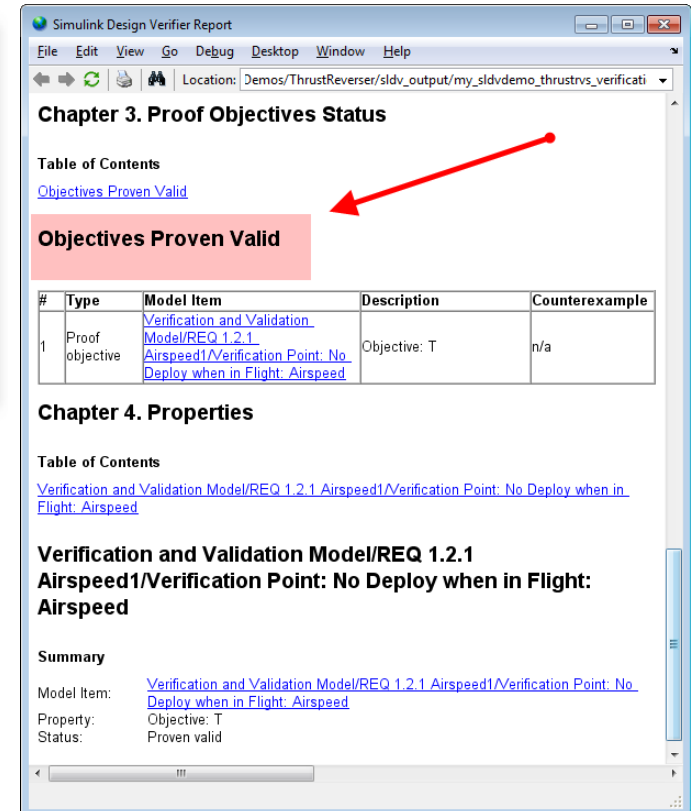 Simulink Design Verifier Report
File Edit View Go Debug Desktop Window Help
Location: Demos/ThrustReverser/sldv_output/my_sldvdemo_thrustrvs_verificati
Chapter 3. Proof Objectives Status
Table of Contents
Objectives Proven Valid
Objectives Proven Valid
# Type Model Item Description Counterexample
1 Proof objective Verification and Validation Model/REQ 1.2.1 Airspeed1/Verification Point: No Deploy when in Flight: Airspeed Objective: T n/a
Chapter 4. Properties
Table of Contents
Verification and Validation Model/REQ 1.2.1 Airspeed1/Verification Point: No Deploy when in
Flight: Airspeed
Verification and Validation Model/REQ 1.2.1
Airspeed1/Verification Point: No Deploy when in Flight:
Airspeed
Summary
Model Item: Verification and Validation Model/REQ 1.2.1 Airspeed1/Verification Point: No
Deploy when in Flight: Airspeed
Property: Objective: T
Status: Proven valid